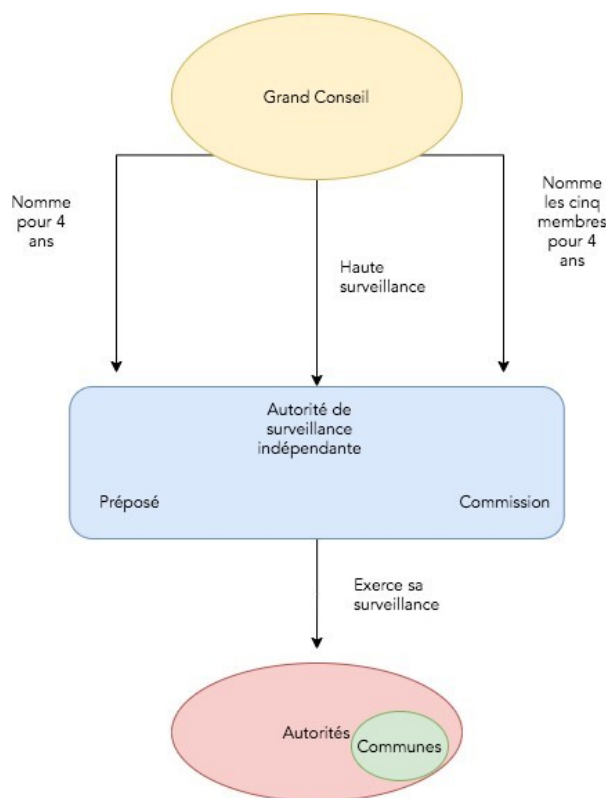 Grand Conseil
Nomme
pour 4
ans
Nomme
les cinq
membres
pour 4
ans
Haute
surveillance
Autorité de
surveillance
indépendante
Préposé
Commission
Exerce sa
surveillance
Autorités
Communes